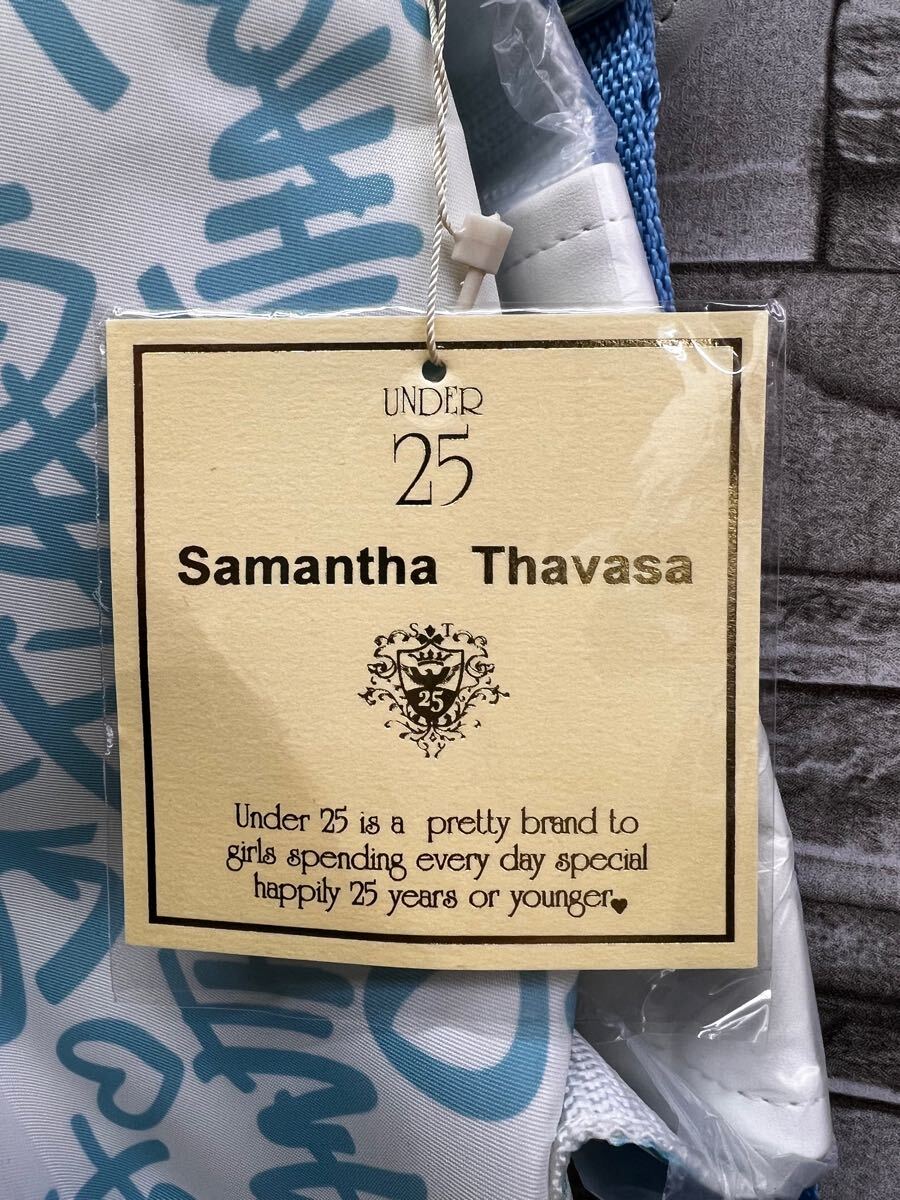 UNDER
25
Samantha Thavasa
S T
25
Under 25 is a pretty brand to
girls spending every day special
happily 25 years or younger♥